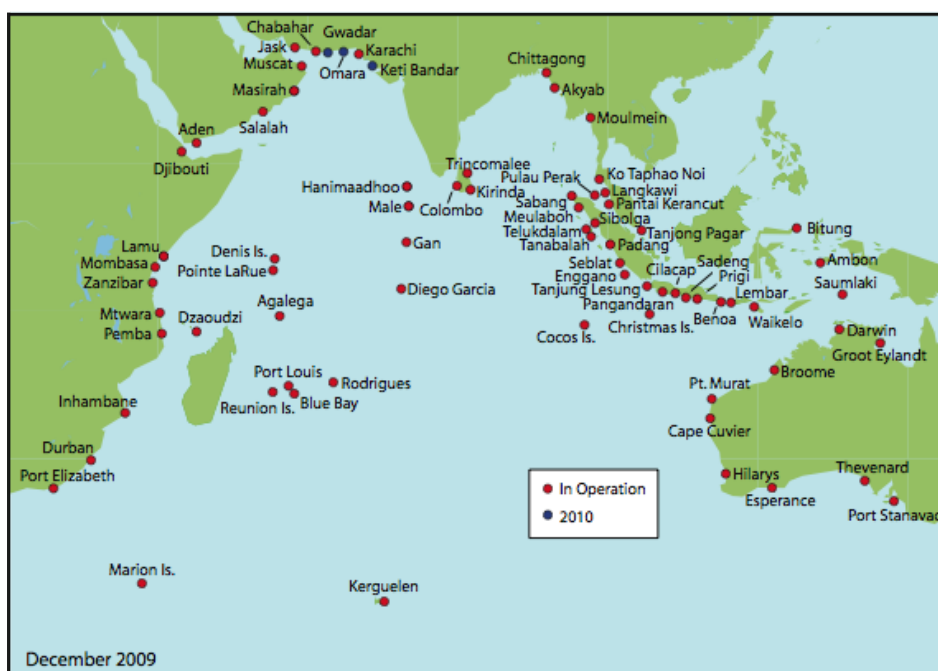 Chabahar
Gwadar
Jask
Karachi
Muscat
Omara
Keti Bandar
Masirah
Salalah
Aden
Djibouti
Chittagong
Akyab
Moulmein
Trincomalee
Hanimaadhoo
Colombo
Kirinda
Male
Gan
Diego Garcia
Pulau Perak
Ko Taphao Noi
Langkawi
Sabang
Pantai Kerancut
Meulaboh
Sibolga
Telukdalam
Tanjong Pagar
Tanabalah
Padang
Bitung
Seblat
Sadeng
Ambon
Enggano
Cilacap
Prigi
Saumlaki
Tanjung Lesung
Lembar
Pangandaran
Benoa
Waikelo
Christmas Is.
Cocos Is.
Darwin
Groot Eylandt
Broome
Lamu
Mombasa
Denis Is.
Pointe LaRue
Zanzibar
Agalega
Mtwara
Dzaoudzi
Pemba
Port Louis
Rodrigues
Reunion Is.
Blue Bay
Inhambane
Durban
Port Elizabeth
Pt. Murat
Cape Cuvier
Hilarys
Esperance
Thevenard
Port Stanavac
In Operation
2010
Marion Is.
Kerguelen
December 2009